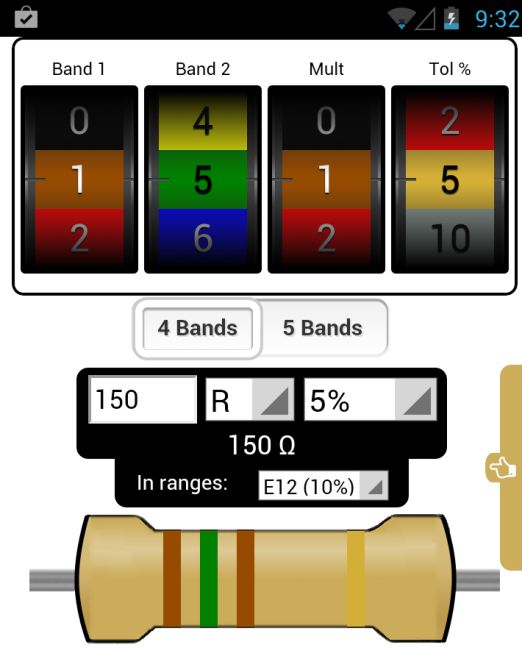 9:32
Band 1 Band 2 Mult Tol %
0 4 0 2
1 5 1 5
2 6 2 10
4 Bands 5 Bands
150 R 5%
150 Ω
In ranges: E12 (10%)